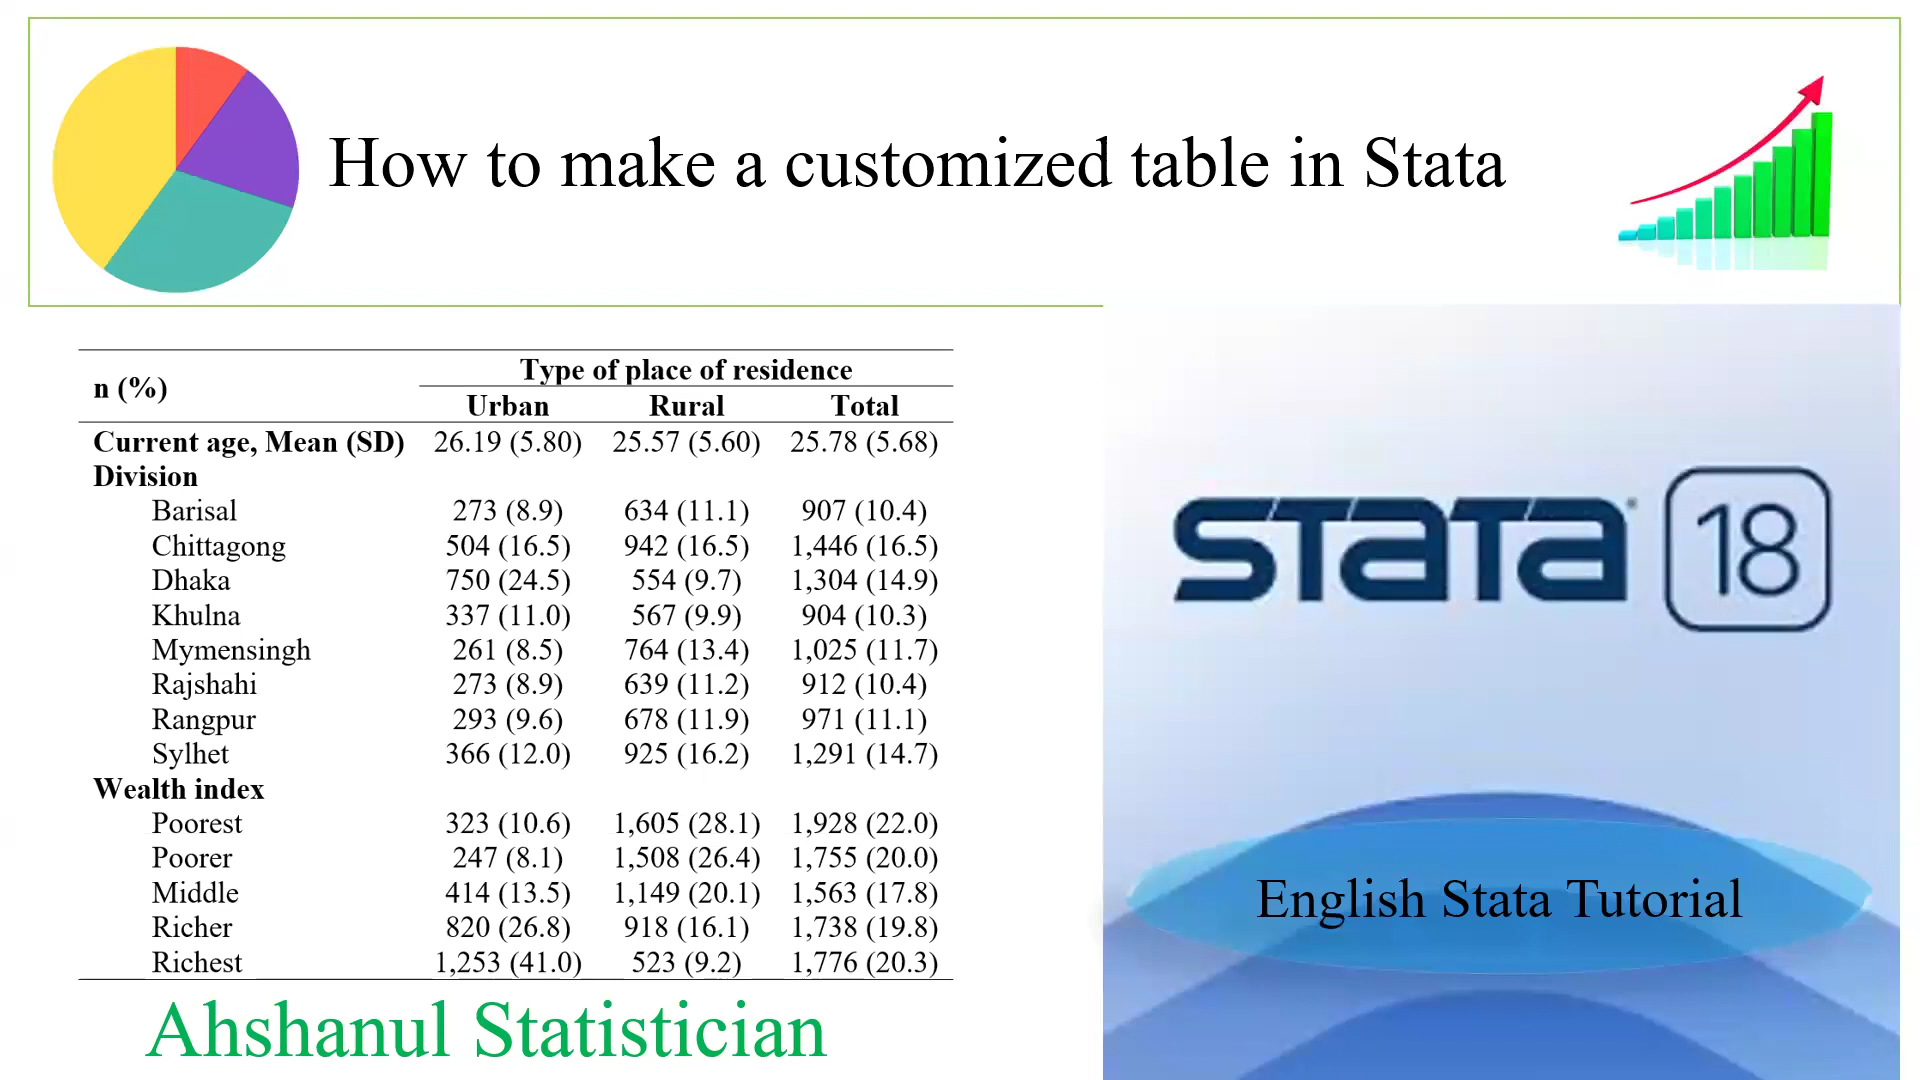 How to make a customized table in Stata
n (%) Type of place of residence
Urban Rural Total
Current age, Mean (SD) 26.19 (5.80) 25.57 (5.60) 25.78 (5.68)
Division
Barisal 273 (8.9) 634 (11.1) 907 (10.4)
Chittagong 504 (16.5) 942 (16.5) 1,446 (16.5)
Dhaka 750 (24.5) 554 (9.7) 1,304 (14.9)
Khulna 337 (11.0) 567 (9.9) 904 (10.3)
Mymensingh 261 (8.5) 764 (13.4) 1,025 (11.7)
Rajshahi 273 (8.9) 639 (11.2) 912 (10.4)
Rangpur 293 (9.6) 678 (11.9) 971 (11.1)
Sylhet 366 (12.0) 925 (16.2) 1,291 (14.7)
Wealth index
Poorest 323 (10.6) 1,605 (28.1) 1,928 (22.0)
Poorer 247 (8.1) 1,508 (26.4) 1,755 (20.0)
Middle 414 (13.5) 1,149 (20.1) 1,563 (17.8)
Richer 820 (26.8) 918 (16.1) 1,738 (19.8)
Richest 1,253 (41.0) 523 (9.2) 1,776 (20.3)
Ahshanul Statistician
STATA 18
English Stata Tutorial